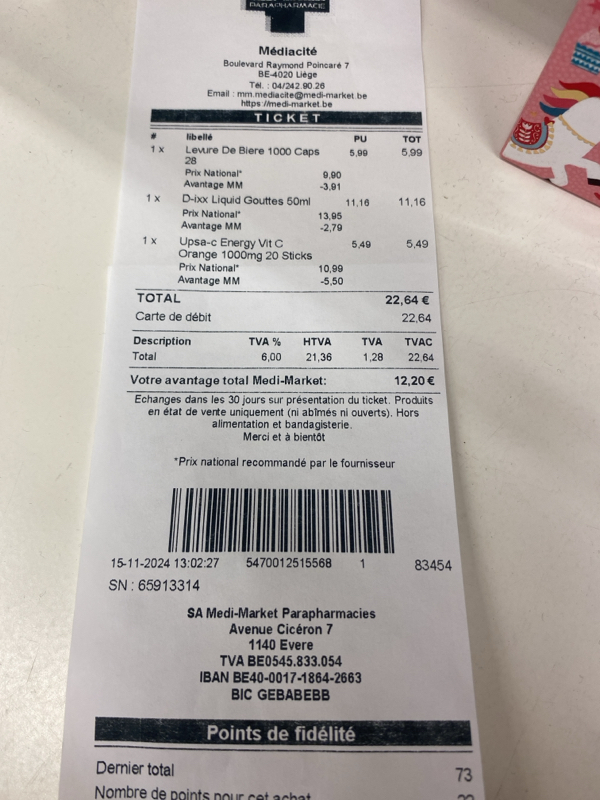 PARAPHARMACIE
Médiacité
Boulevard Raymond Poincaré 7
BE-4020 Liège
Tél. : 04/242.90.26
Email : mm.mediacite@medi-market.be
https://medi-market.be
TICKET
# libellé PU TOT
1 x Levure De Biere 1000 Caps 5,99 5,99
28
Prix National* 9,90
Avantage MM -3,91
1 x D-ixx Liquid Gouttes 50ml 11,16 11,16
Prix National* 13,95
Avantage MM -2,79
1 x Upsa-c Energy Vit C 5,49 5,49
Orange 1000mg 20 Sticks
Prix National* 10,99
Avantage MM -5,50
TOTAL 22,64 €
Carte de débit 22,64
Description TVA % HTVA TVA TVAC
Total 6,00 21,36 1,28 22,64
Votre avantage total Medi-Market: 12,20 €
Echanges dans les 30 jours sur présentation du ticket. Produits
en état de vente uniquement (ni abîmés ni ouverts). Hors
alimentation et bandagisterie.
Merci et à bientôt
*Prix national recommandé par le fournisseur
15-11-2024 13:02:27 5470012515568 1 83454
SN : 65913314
SA Medi-Market Parapharmacies
Avenue Cicéron 7
1140 Evere
TVA BE0545.833.054
IBAN BE40-0017-1864-2663
BIC GEBABEBB
Points de fidélité
Dernier total 73
Nombre de points pour cet achat